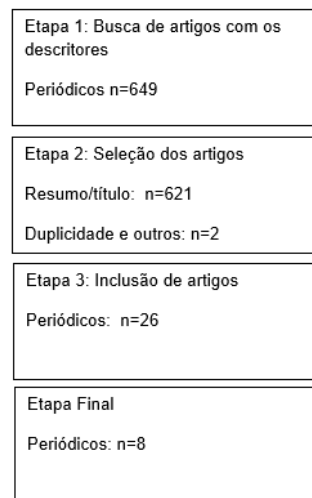 Etapa 1: Busca de artigos com os
descritores
Periódicos n=649
Etapa 2: Seleção dos artigos
Resumo/título: n=621
Duplicidade e outros: n=2
Etapa 3: Inclusão de artigos
Periódicos: n=26
Etapa Final
Periódicos: n=8